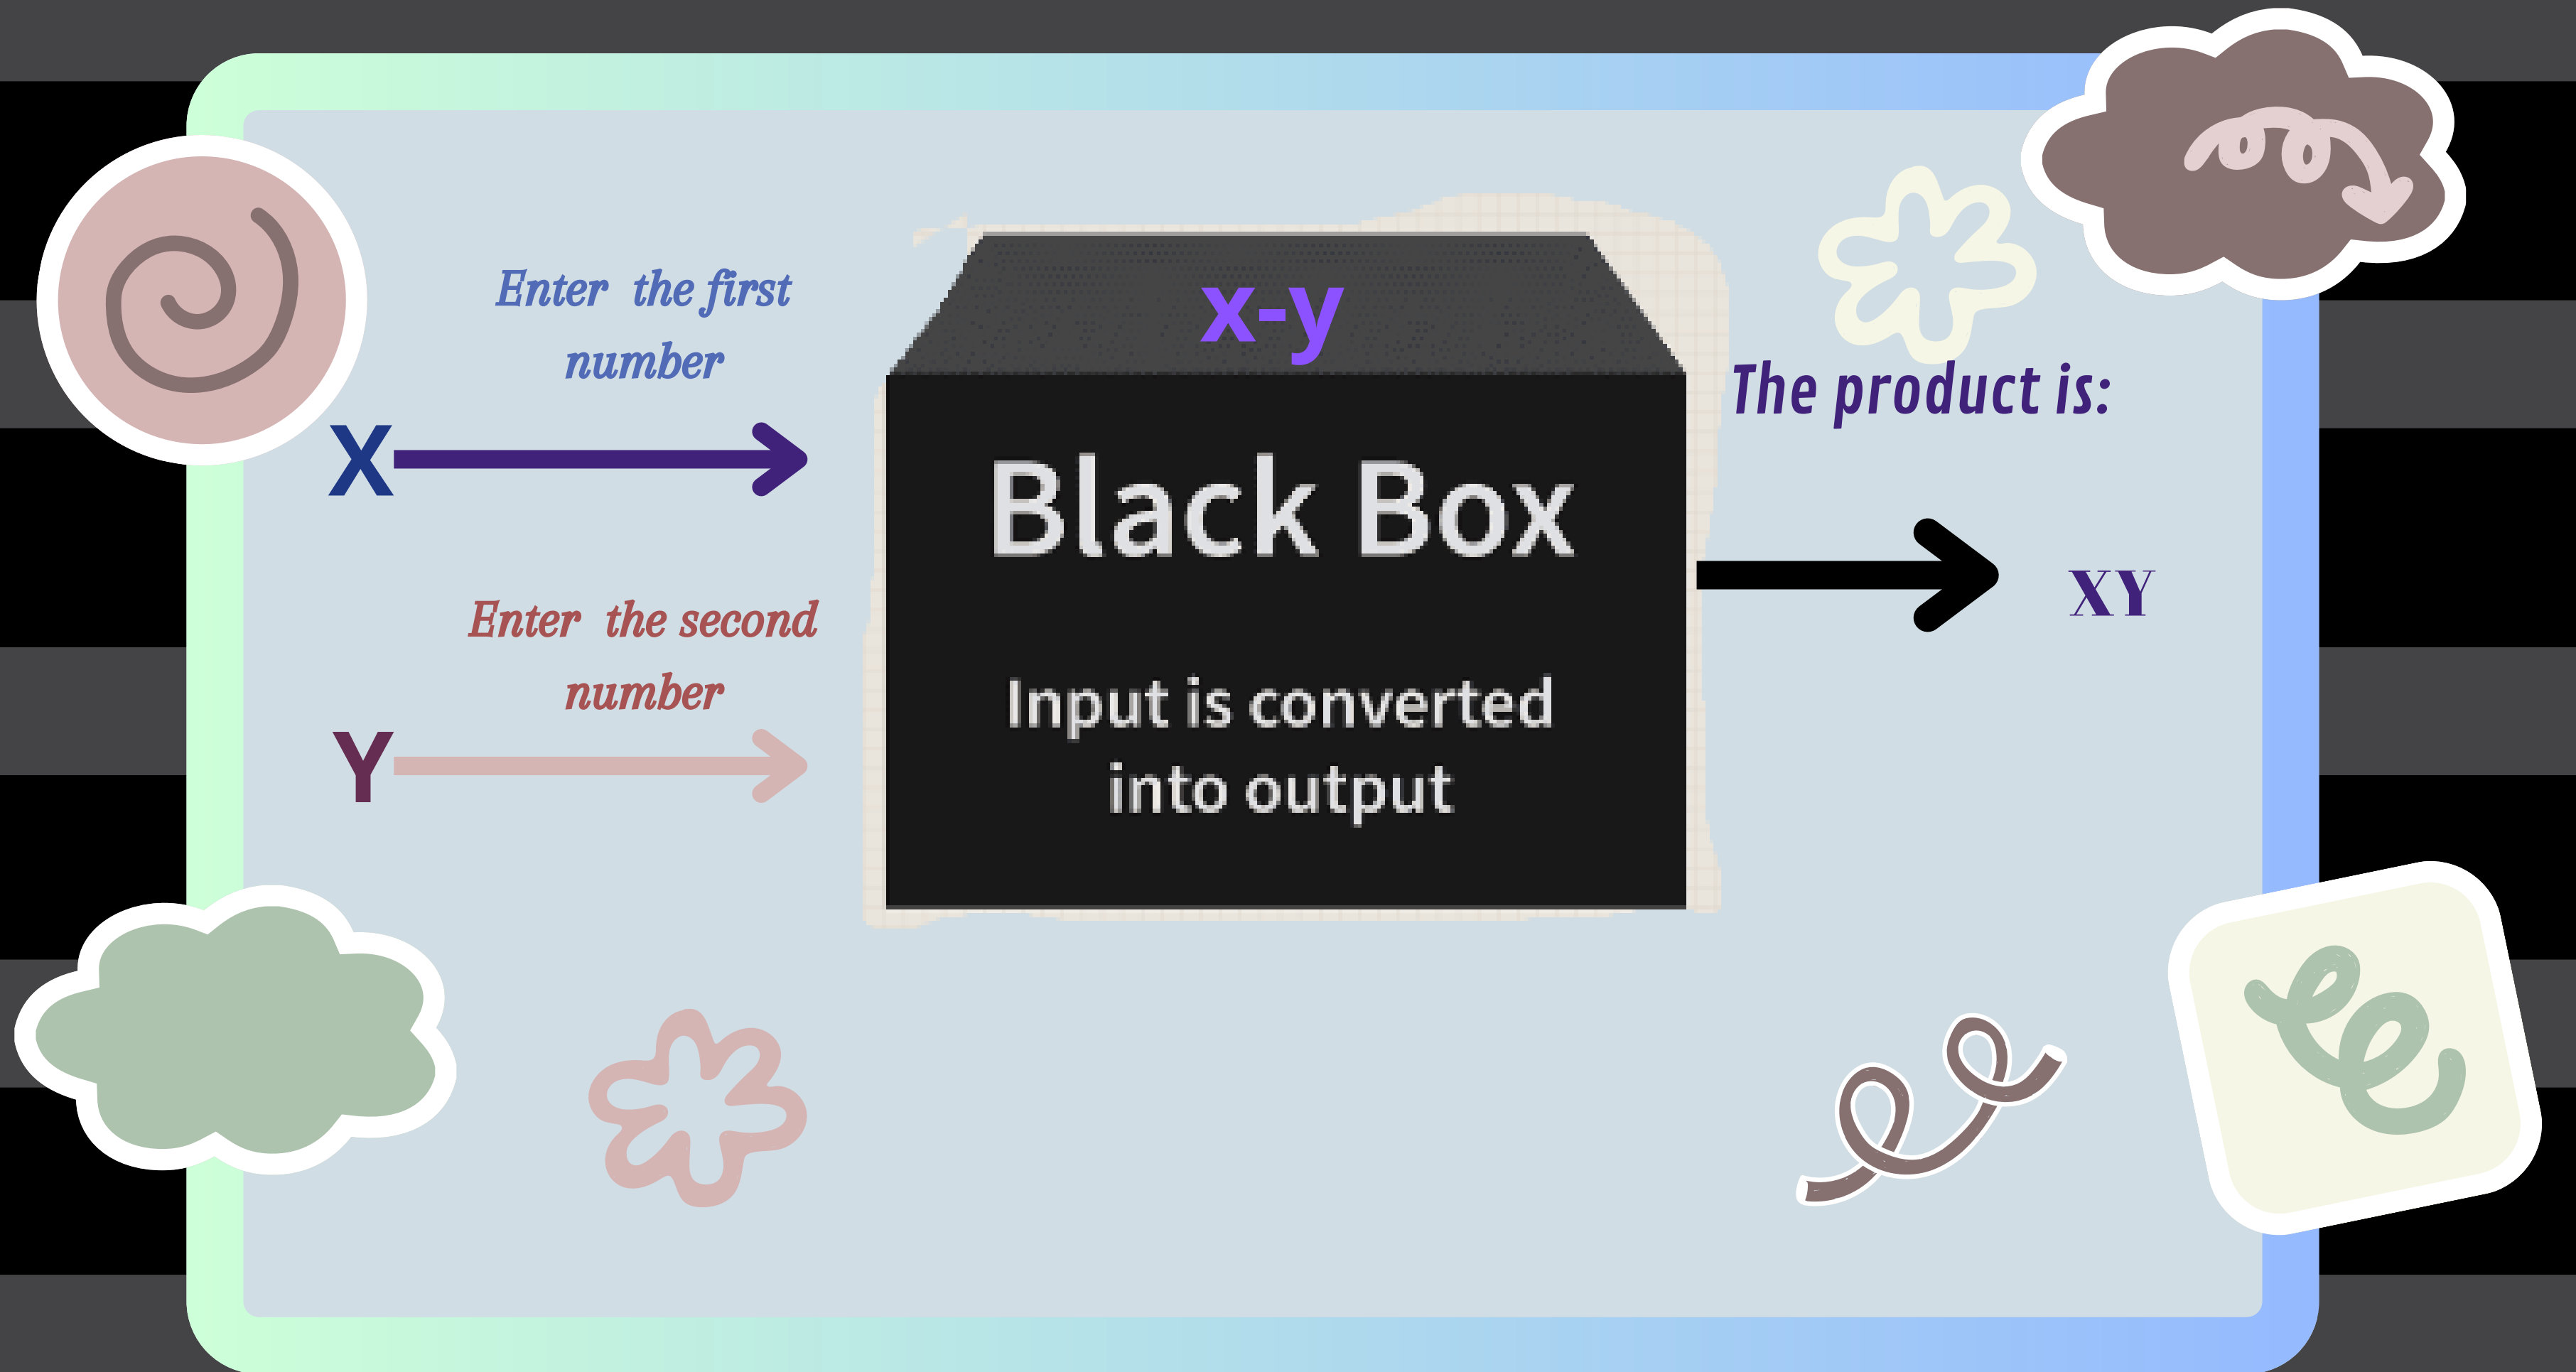 Enter the first
number
X
Enter the second
number
Y
x-y
Black Box
Input is converted
into output
The product is:
XY